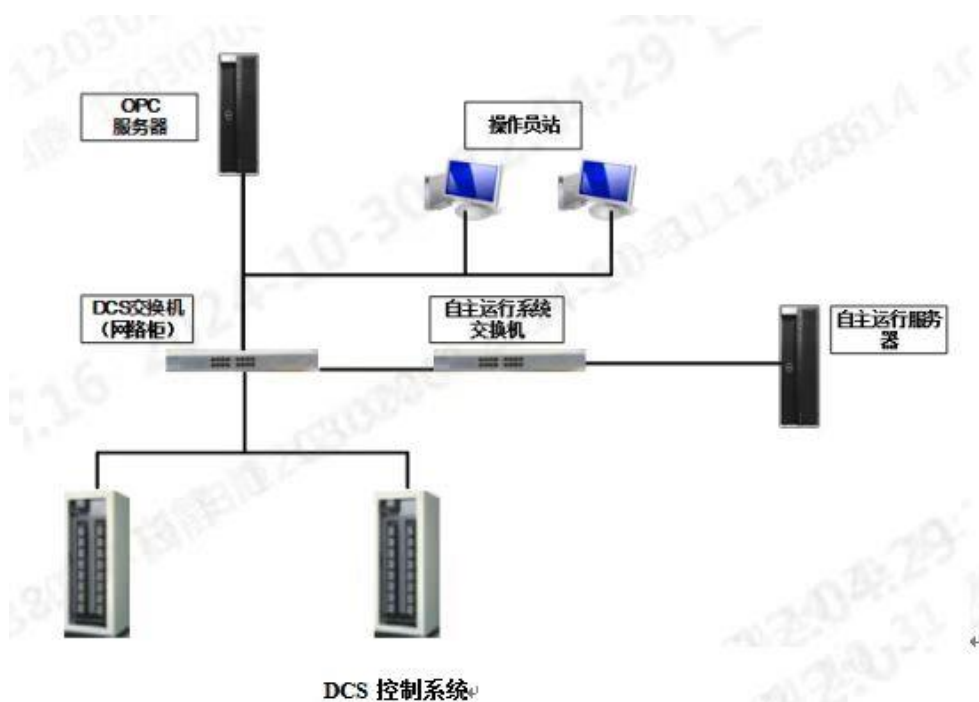 OPC
服务器
操作员站
DCS交换机
（网络柜）
自主运行系统
交换机
自主运行服务
器
DCS 控制系统